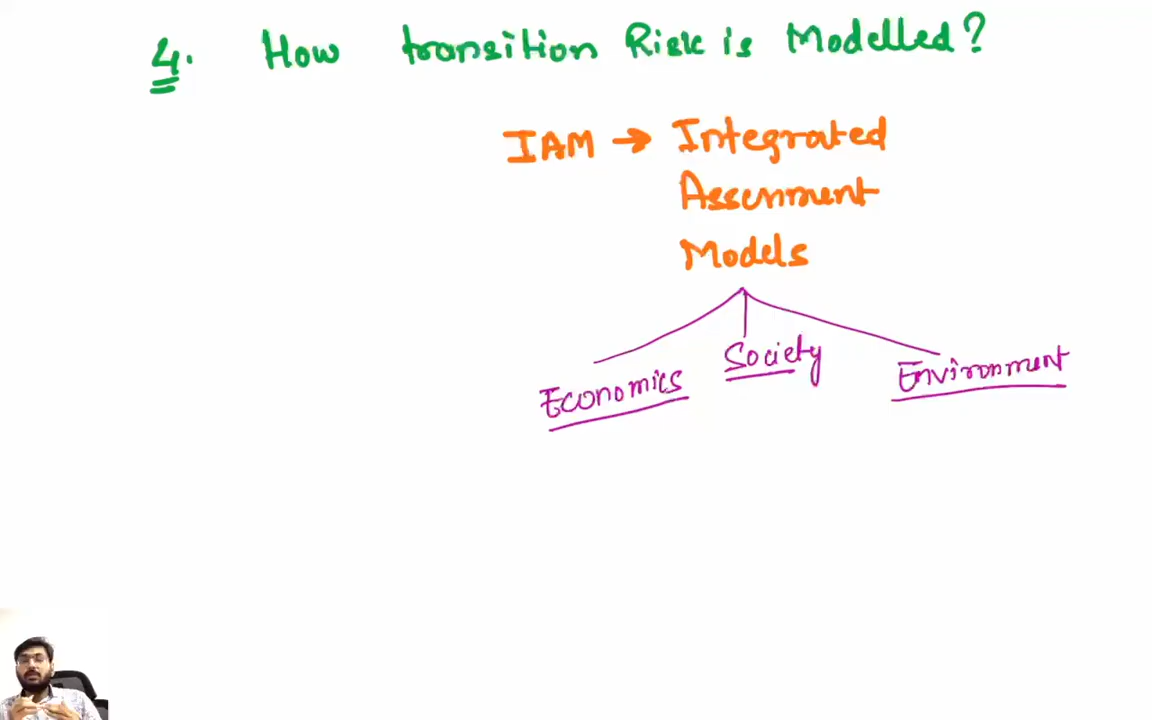 4. How transition Risk is Modelled?
IAM → Integrated
Assessment
Models
Economics Society Environment